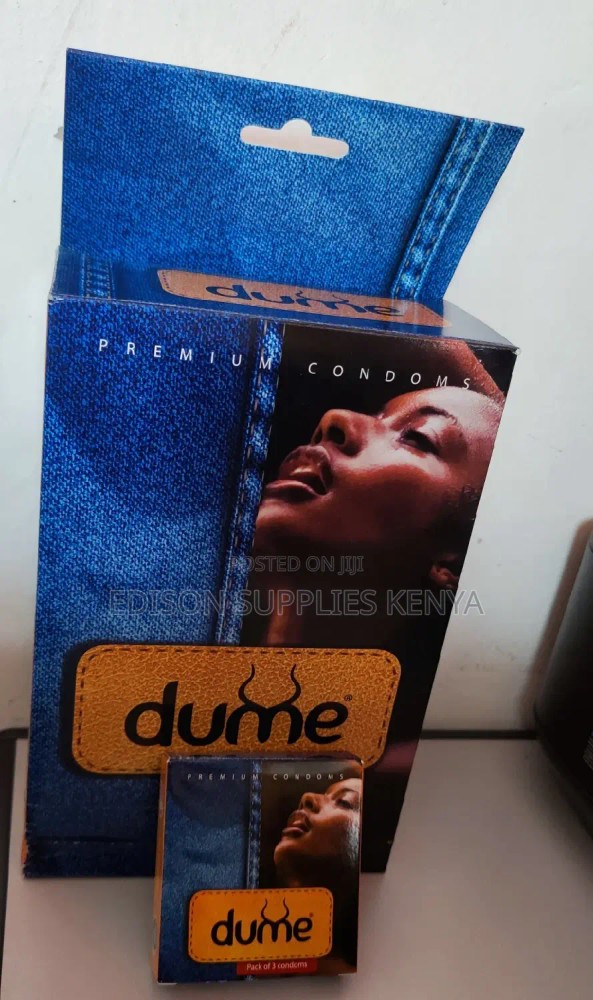 dume
PREMIUM CONDOMS
POSTED ON JIJI
EDISON SUPPLIES KENYA
dume®
PREMIUM CONDOMS
dume®
Pack of 3 condoms